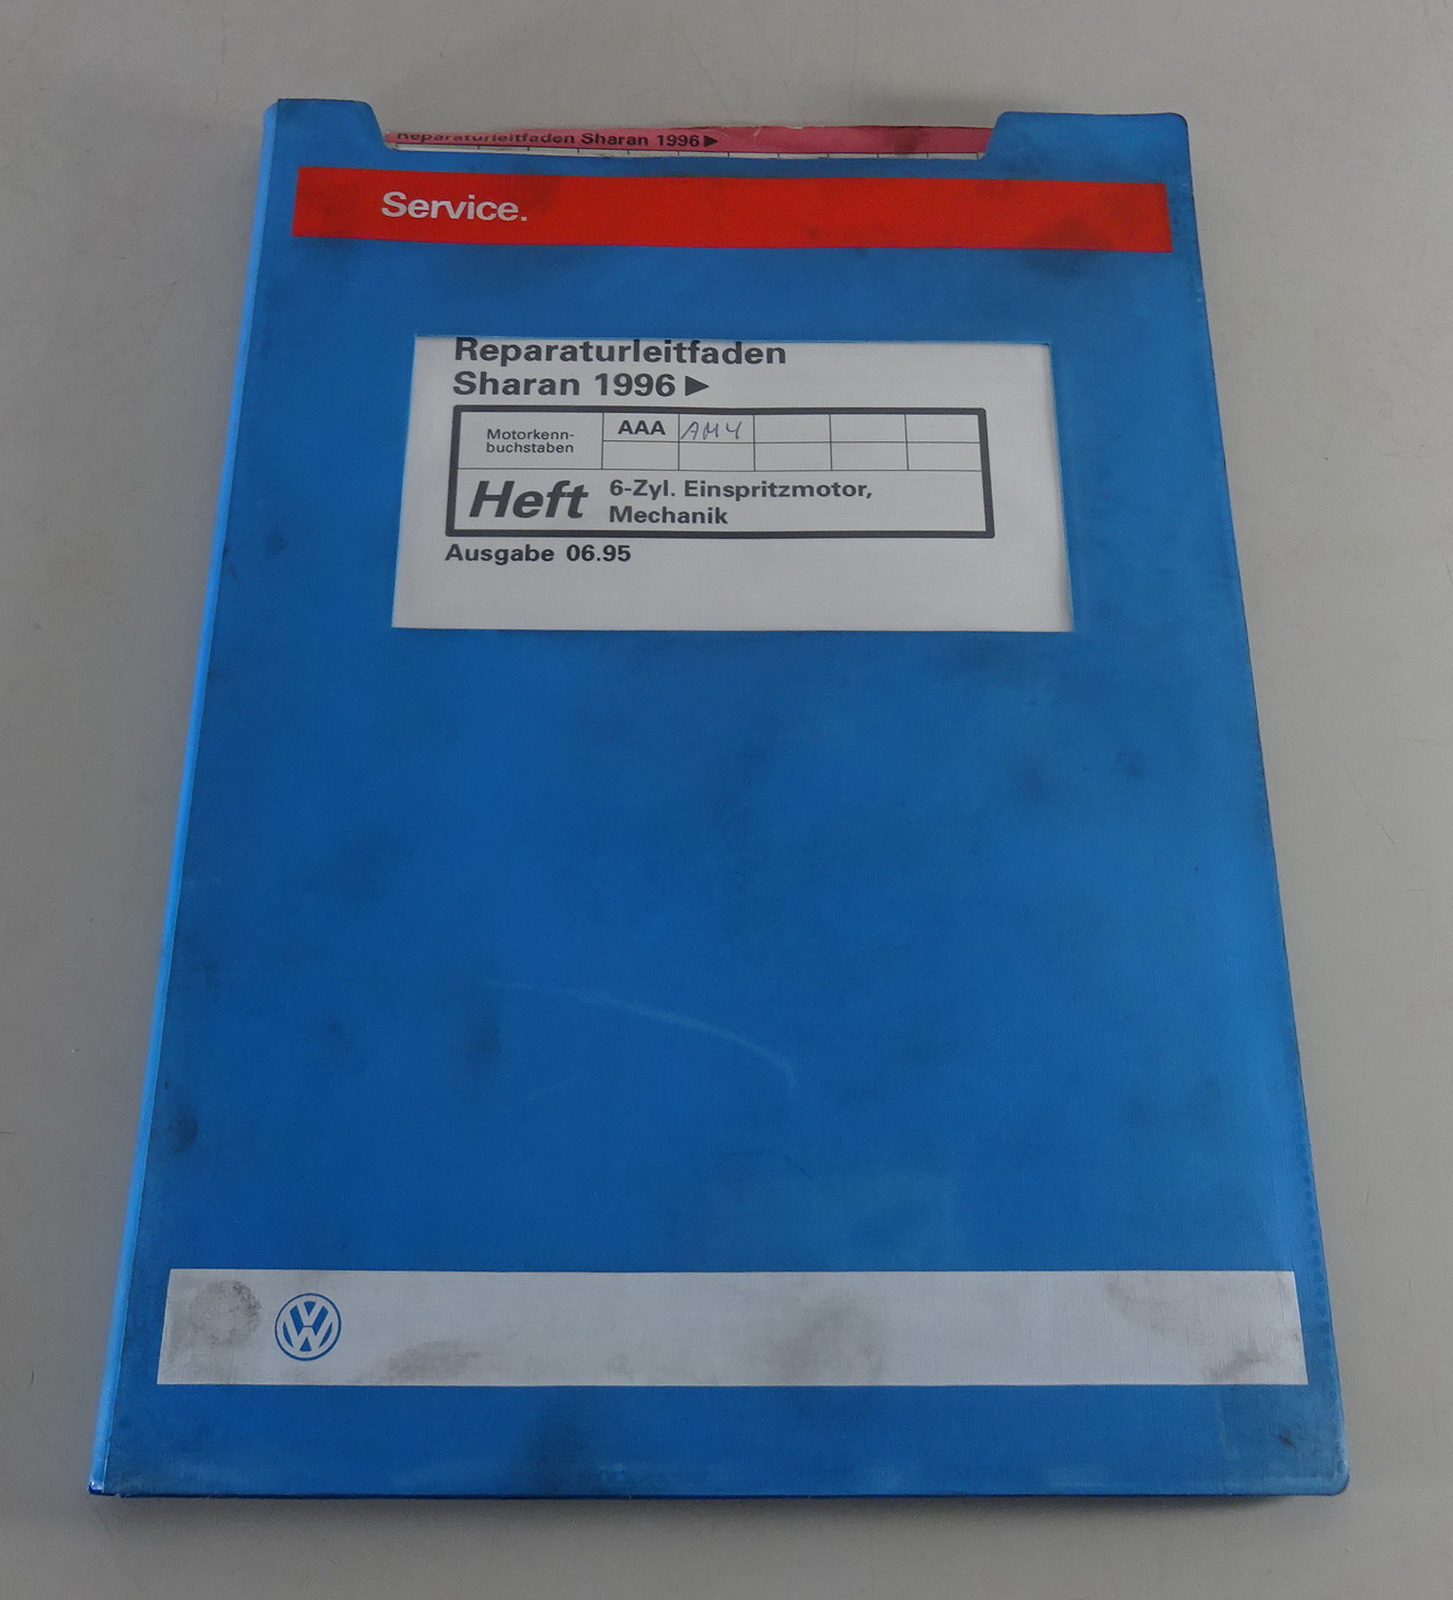 Reparaturleitfaden Sharan 1996►
Service.
Reparaturleitfaden
Sharan 1996►
Motorkenn-
buchstaben
AAA AMY
Heft
6-Zyl. Einspritzmotor,
Mechanik
Ausgabe 06.95